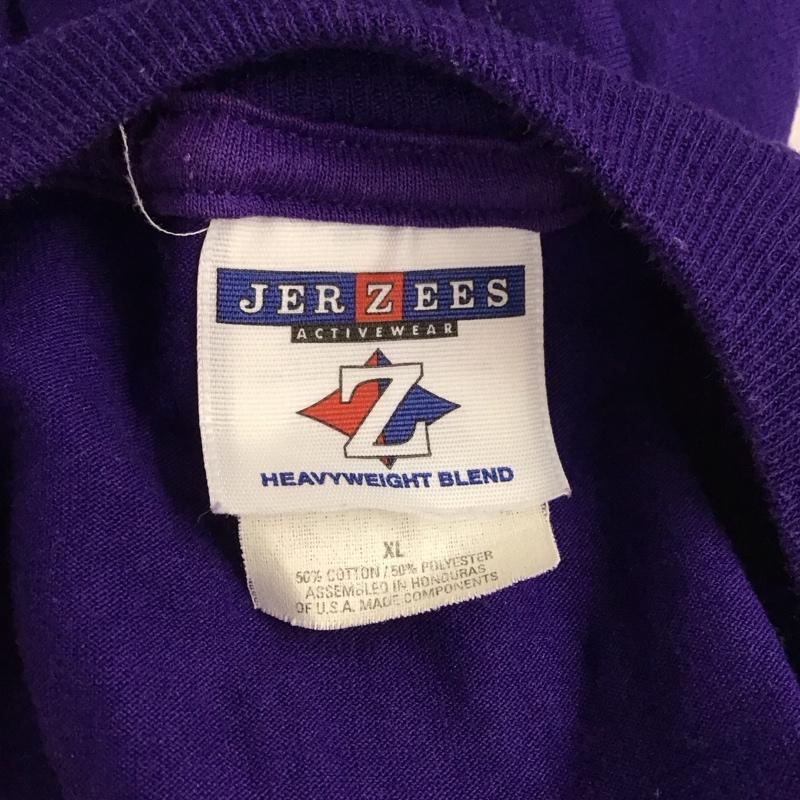 JERZEES
ACTIVEWEAR
Z
HEAVYWEIGHT BLEND
XL
50% COTTON / 50% POLYESTER
ASSEMBLED IN HONDURAS
OF U.S.A. MADE COMPONENTS